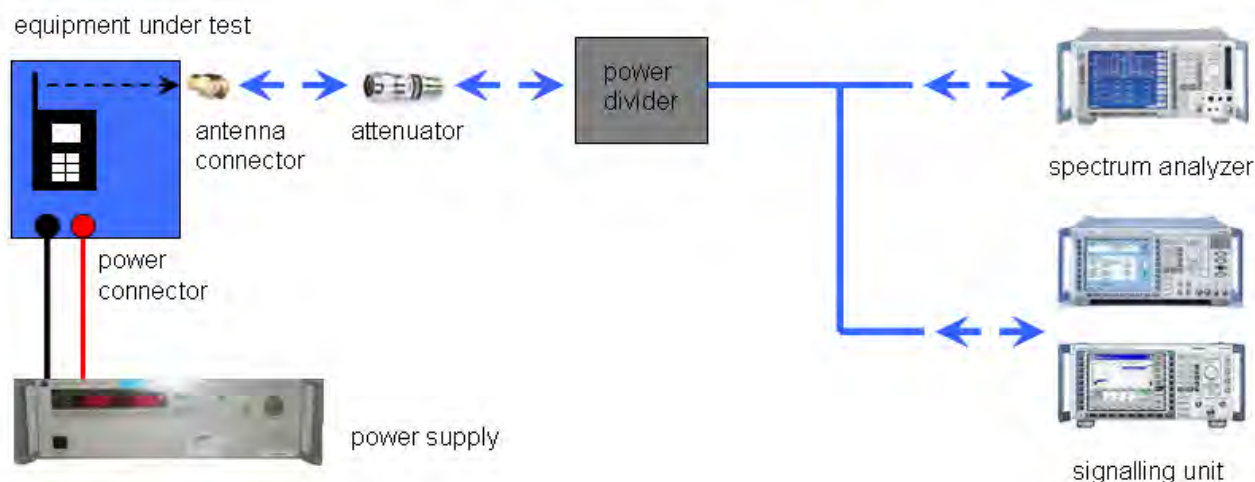 equipment under test
power
divider
antenna
connector
attenuator
spectrum analyzer
power
connector
power supply
signalling unit